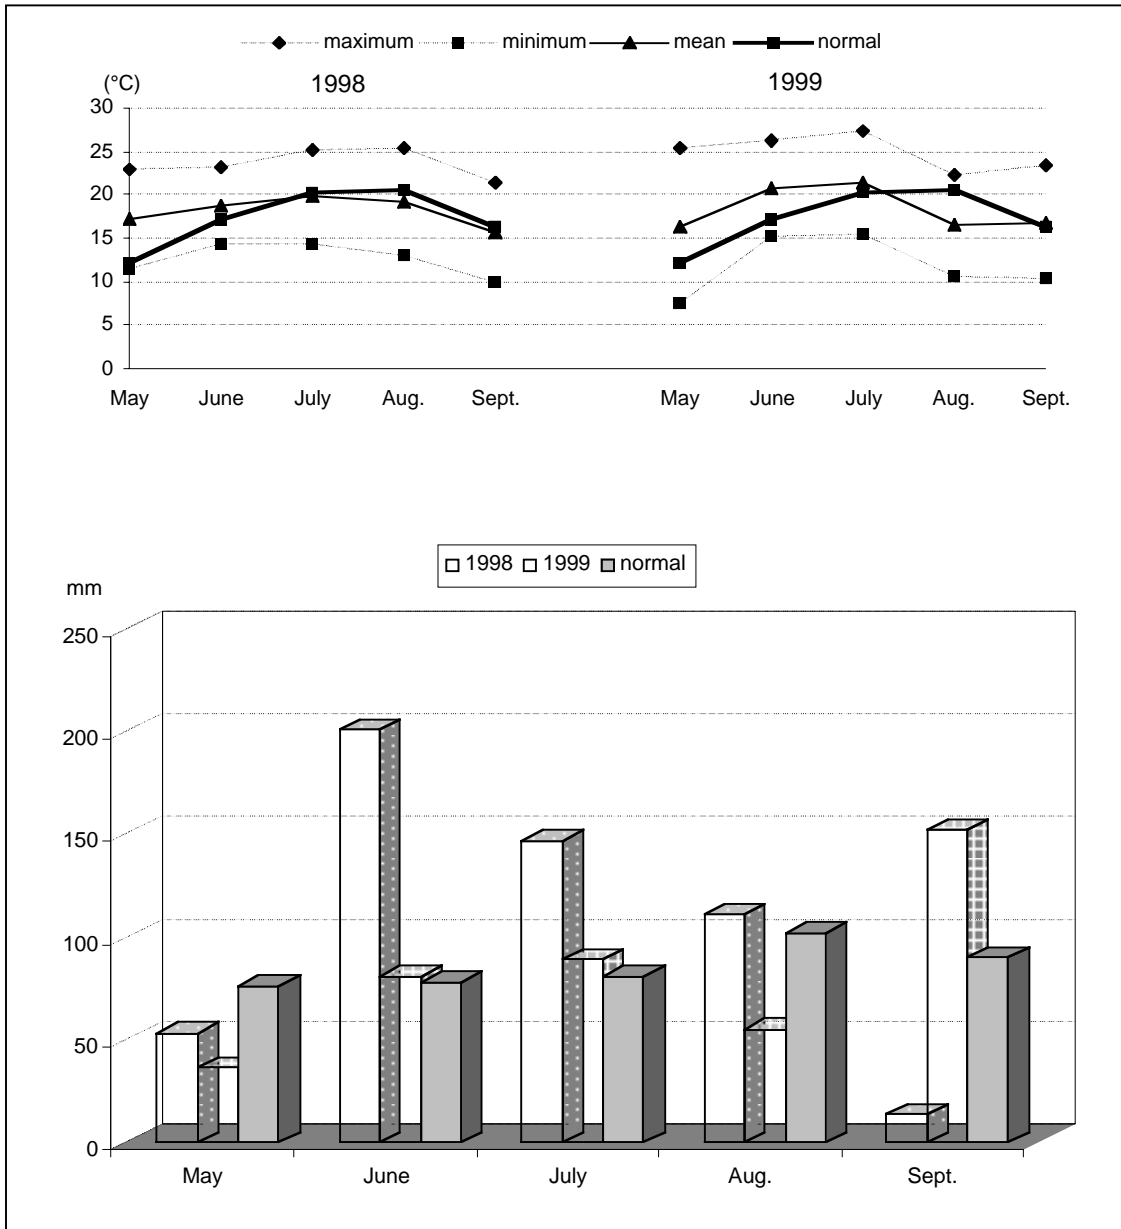 maximum minimum mean normal
(°C) 1998 1999
30
25
20
15
10
5
0
May June July Aug. Sept. May June July Aug. Sept.
1998 1999 normal
mm
250
200
150
100
50
0
May June July Aug. Sept.